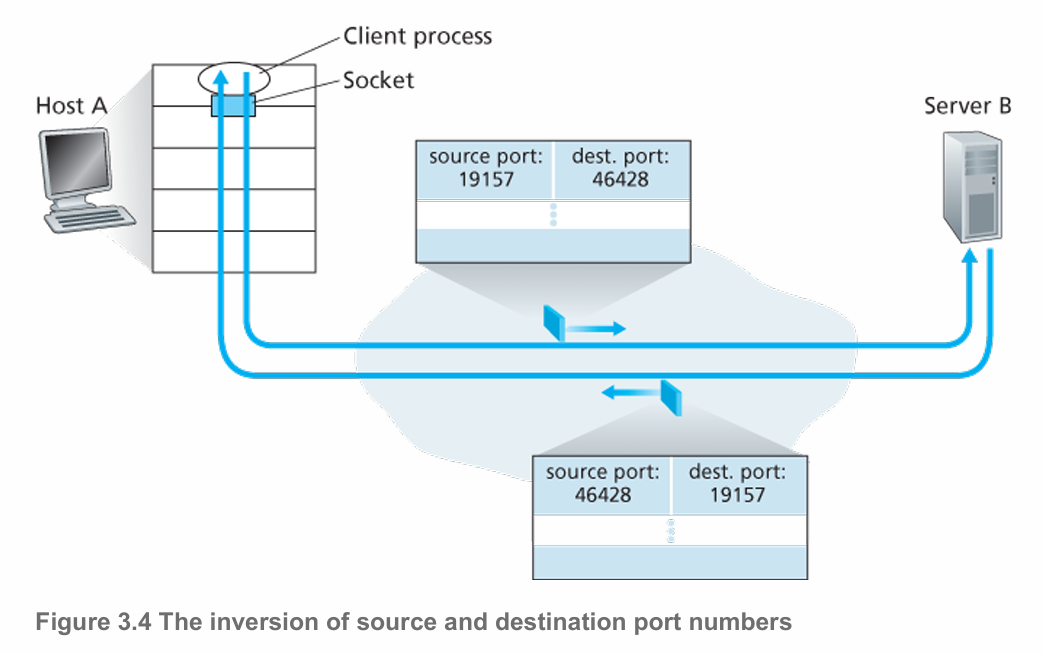 Client process
Socket
Host A
Server B
source port:
19157
dest. port:
46428
source port:
46428
dest. port:
19157
Figure 3.4 The inversion of source and destination port numbers